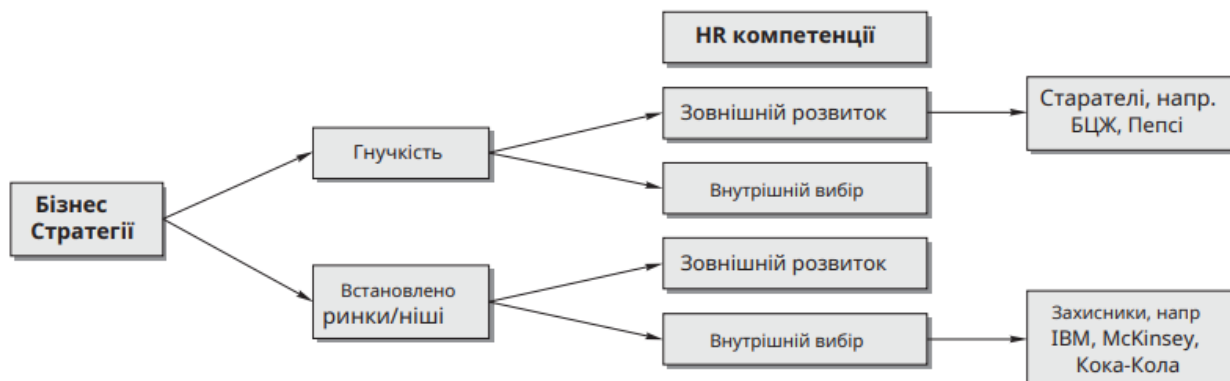 HR компетенції
Зовнішній розвиток
Старателі, напр.
БЦЖ, Пепсі
Гнучкість
Внутрішній вибір
Бізнес
Стратегії
Зовнішній розвиток
Встановлено
ринки/ніші
Внутрішній вибір
Захисники, напр
IBM, McKinsey,
Кока-Кола